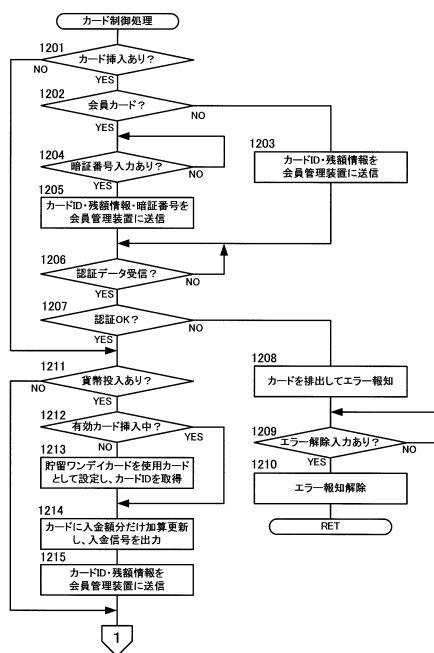 カード制御処理
1201
カード挿入あり？
NO
YES
1202
会員カード？
NO
YES
1203
カードID・残額情報を
会員管理装置に送信
1204
暗証番号入力あり？
NO
YES
1205
カードID・残額情報・暗証番号を
会員管理装置に送信
1206
認証データ受信？
NO
YES
1207
認証OK？
NO
YES
1208
カードを排出してエラー報知
1209
エラー解除入力あり？
NO
YES
1210
エラー報知解除
RET
1211
貨幣投入あり？
NO
YES
1212
有効カード挿入中？
YES
NO
1213
貯留ワンデイカードを使用カード
として設定し、カードIDを取得
1214
カードに入金額分だけ加算更新
し、入金信号を出力
1215
カードID・残額情報を
会員管理装置に送信
1